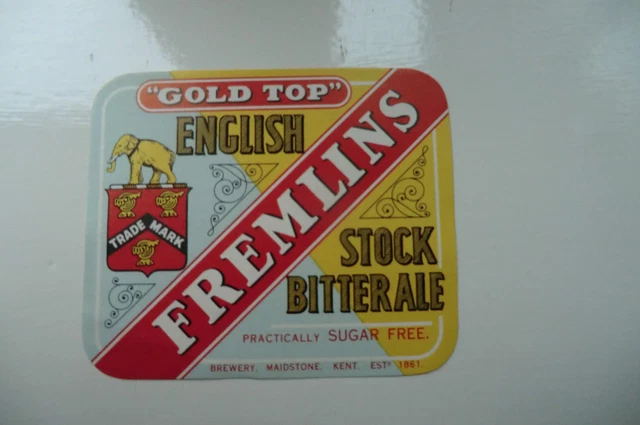 "GOLD TOP"
ENGLISH
FREMLINS
TRADE MARK
STOCK
BITTER ALE
PRACTICALLY SUGAR FREE.
BREWERY, MAIDSTONE, KENT. ESTD 1861.